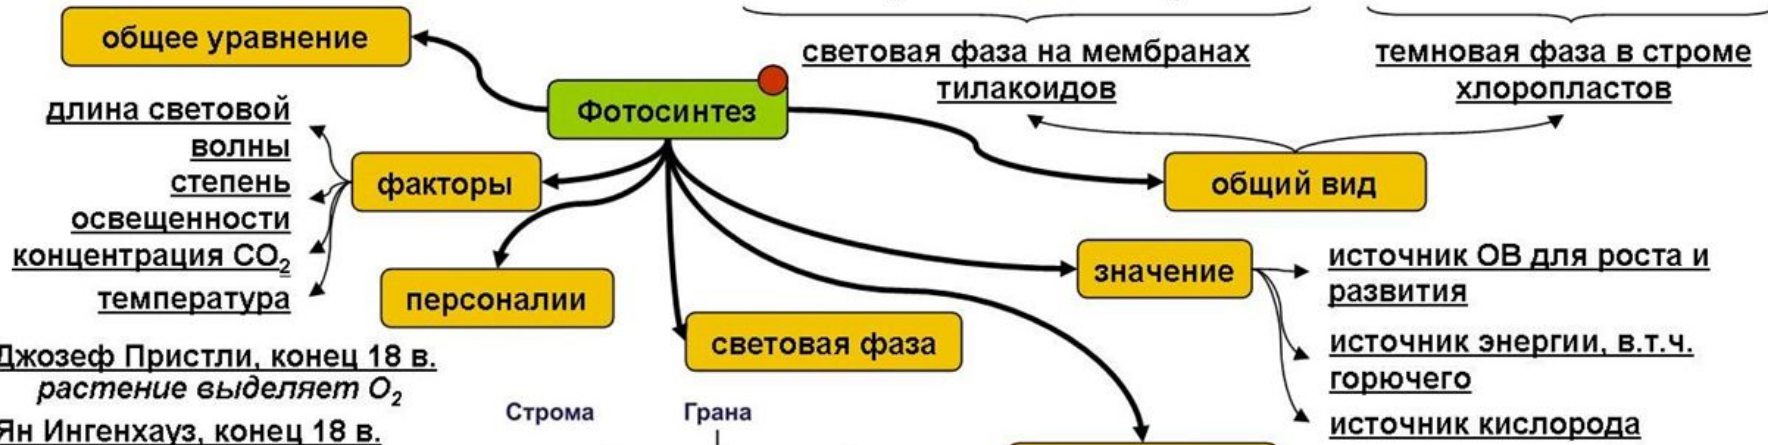 общее уравнение
световая фаза на мембранах
тилакоидов
темновая фаза в строме
хлоропластов
Фотосинтез
длина световой
волны
степень
освещенности
концентрация CO₂
температура
факторы
общий вид
персоналии
значение
источник ОВ для роста и
развития
источник энергии, в.т.ч.
горючего
источник кислорода
световая фаза
Джозеф Пристли, конец 18 в.
растение выделяет O₂
Ян Ингенхауз, конец 18 в.
Строма
Грана